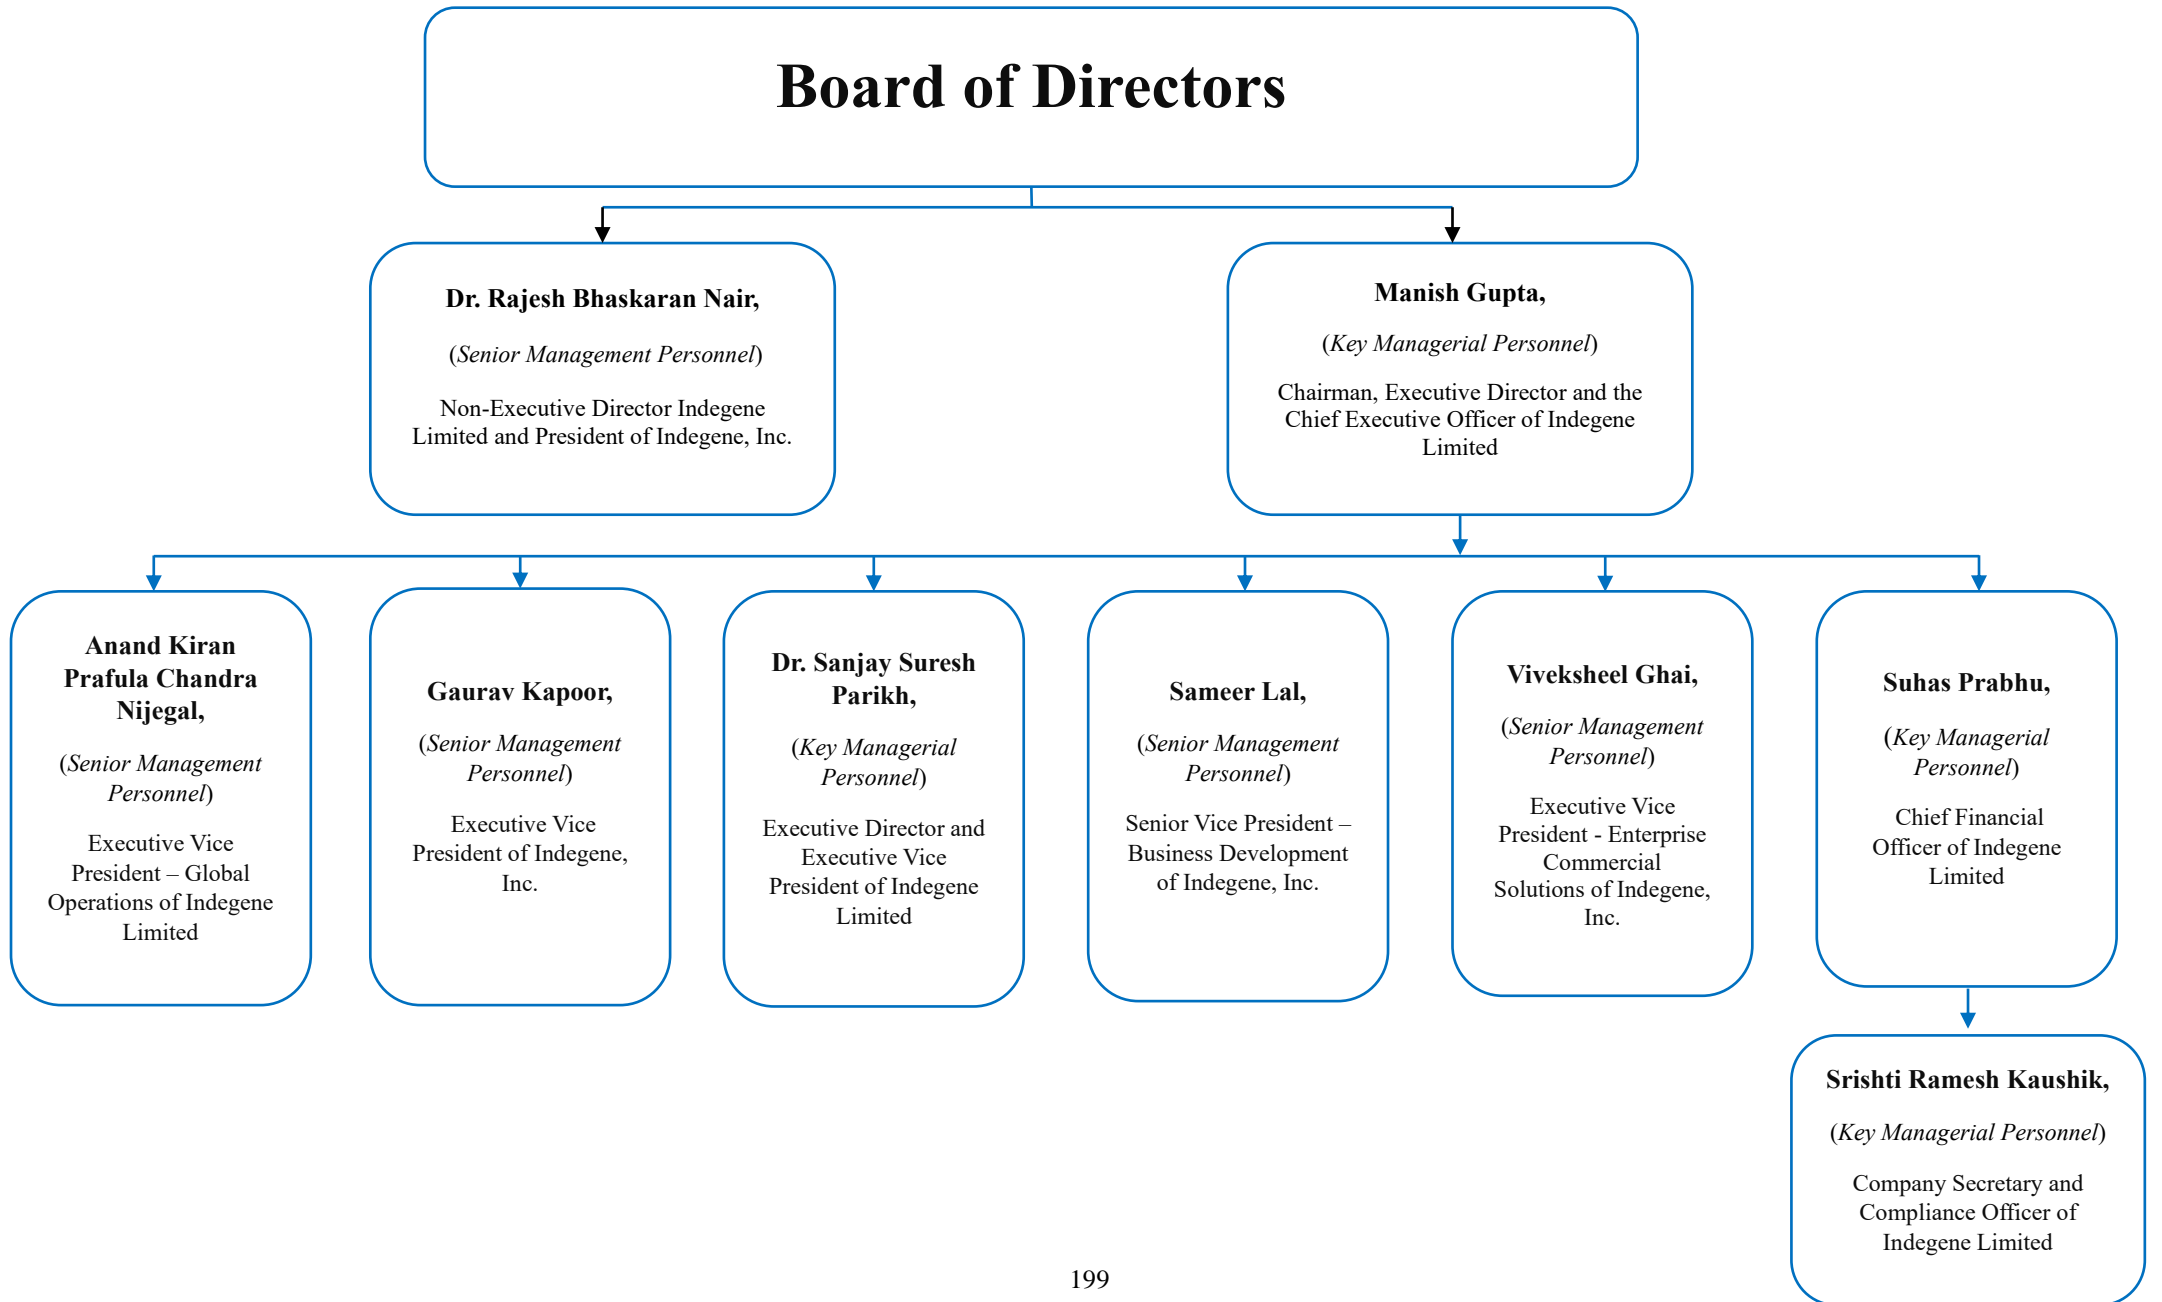 Board of Directors
Dr. Rajesh Bhaskaran Nair,
(Senior Management Personnel)
Non-Executive Director Indegene
Limited and President of Indegene, Inc.
Manish Gupta,
(Key Managerial Personnel)
Chairman, Executive Director and the
Chief Executive Officer of Indegene
Limited
Anand Kiran
Prafula Chandra
Nijegal,
(Senior Management
Personnel)
Executive Vice
President – Global
Operations of Indegene
Limited
Gaurav Kapoor,
(Senior Management
Personnel)
Executive Vice
President of Indegene,
Inc.
Dr. Sanjay Suresh
Parikh,
(Key Managerial
Personnel)
Executive Director and
Executive Vice
President of Indegene
Limited
Sameer Lal,
(Senior Management
Personnel)
Senior Vice President –
Business Development
of Indegene, Inc.
Viveksheel Ghai,
(Senior Management
Personnel)
Executive Vice
President - Enterprise
Commercial
Solutions of Indegene,
Inc.
Suhas Prabhu,
(Key Managerial
Personnel)
Chief Financial
Officer of Indegene
Limited
Srishti Ramesh Kaushik,
(Key Managerial Personnel)
Company Secretary and
Compliance Officer of
Indegene Limited
199